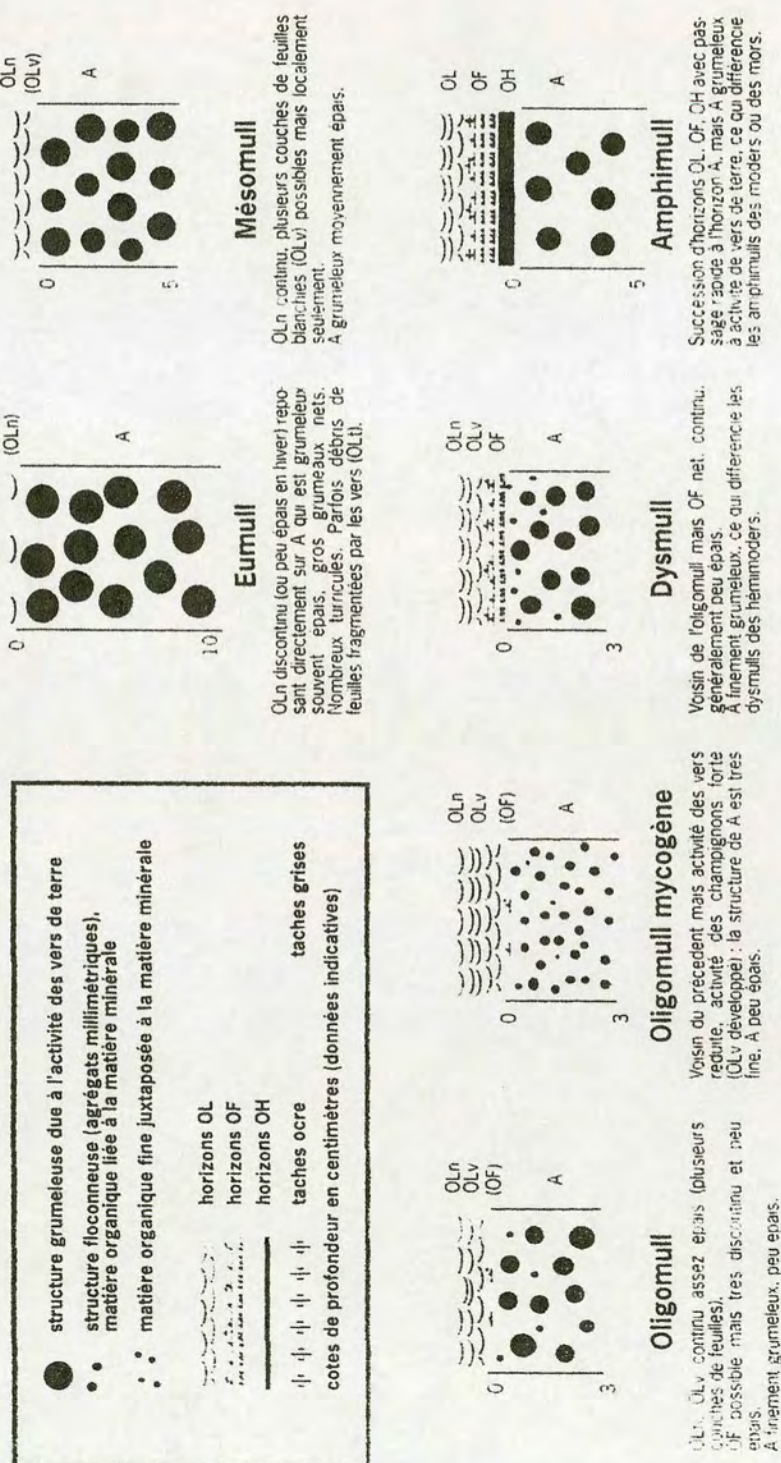 structure grumeleuse due à l'activité des vers de terre
structure floconneuse (agrégats millimétriques),
matière organique liée à la matière minérale
matière organique fine juxtaposée à la matière minérale
horizons OL
horizons OF
horizons OH
taches ocre
taches grises
cotes de profondeur en centimètres (données indicatives)
0
10
(OLn)
A
Eumull
OLn discontinu (ou peu épais en hiver) repo-
sant directement sur A qui est grumeleux
souvent épais, gros grumeaux nets.
Nombreux turricules. Parfois débris de
feuilles fragmentées par les vers (OLt).
0
5
OLn
(OLv)
A
Mésomull
OLn continu, plusieurs couches de feuilles
blanchies (OLv) possibles mais localement
seulement.
A grumeleux moyennement épais.
0
3
OLn
OLv
(OF)
A
Oligomull
OLn, OLv continu assez épais (plusieurs
couches de feuilles).
OF possible mais très discontinu et peu
épais.
A finement grumeleux, peu épais.
0
3
OLn
OLv
(OF)
A
Oligomull mycogène
Voisin du précédent mais activité des vers
réduite, activité des champignons forte
(OLv développé) : la structure de A est très
fine, A peu épais.
0
3
OLn
OLv
OF
A
Dysmull
Voisin de l'oligomull mais OF net, continu,
généralement peu épais.
A finement grumeleux, ce qui différencie les
dysmulls des hémimoders.
0
5
OL
OF
OH
A
Amphimull
Succession d'horizons OL, OF, OH avec pas-
sage rapide à l'horizon A, mais A grumeleux
à activité de vers de terre, ce qui différencie
les amphimulls des moders ou des mors.